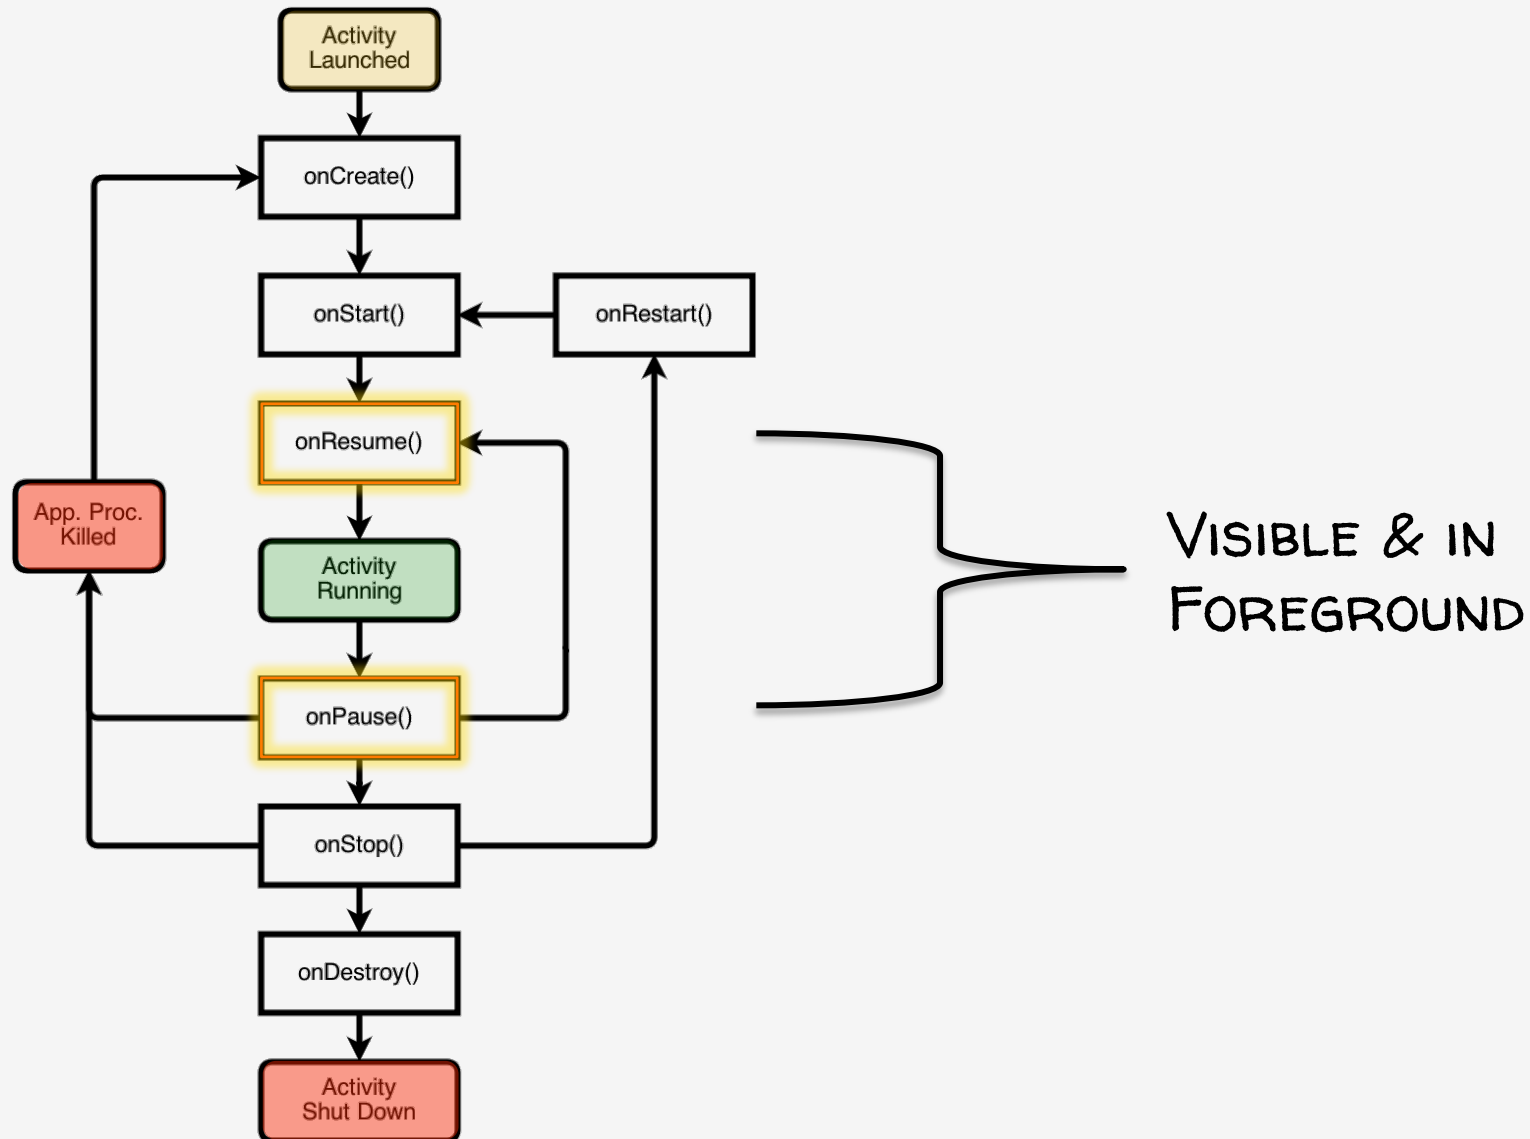 Activity
Launched
onCreate()
onStart()
onRestart()
onResume()
App. Proc.
Killed
Activity
Running
VISIBLE & IN
FOREGROUND
onPause()
onStop()
onDestroy()
Activity
Shut Down